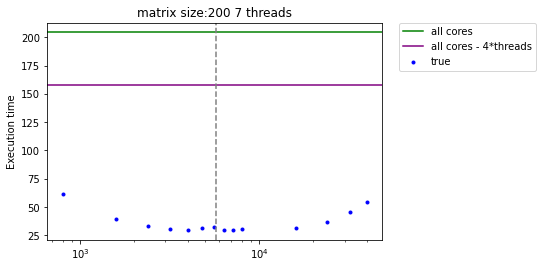 matrix size:200 7 threads
200
175
150
125
100
75
50
25
Execution time
10³
10⁴
all cores
all cores - 4*threads
true